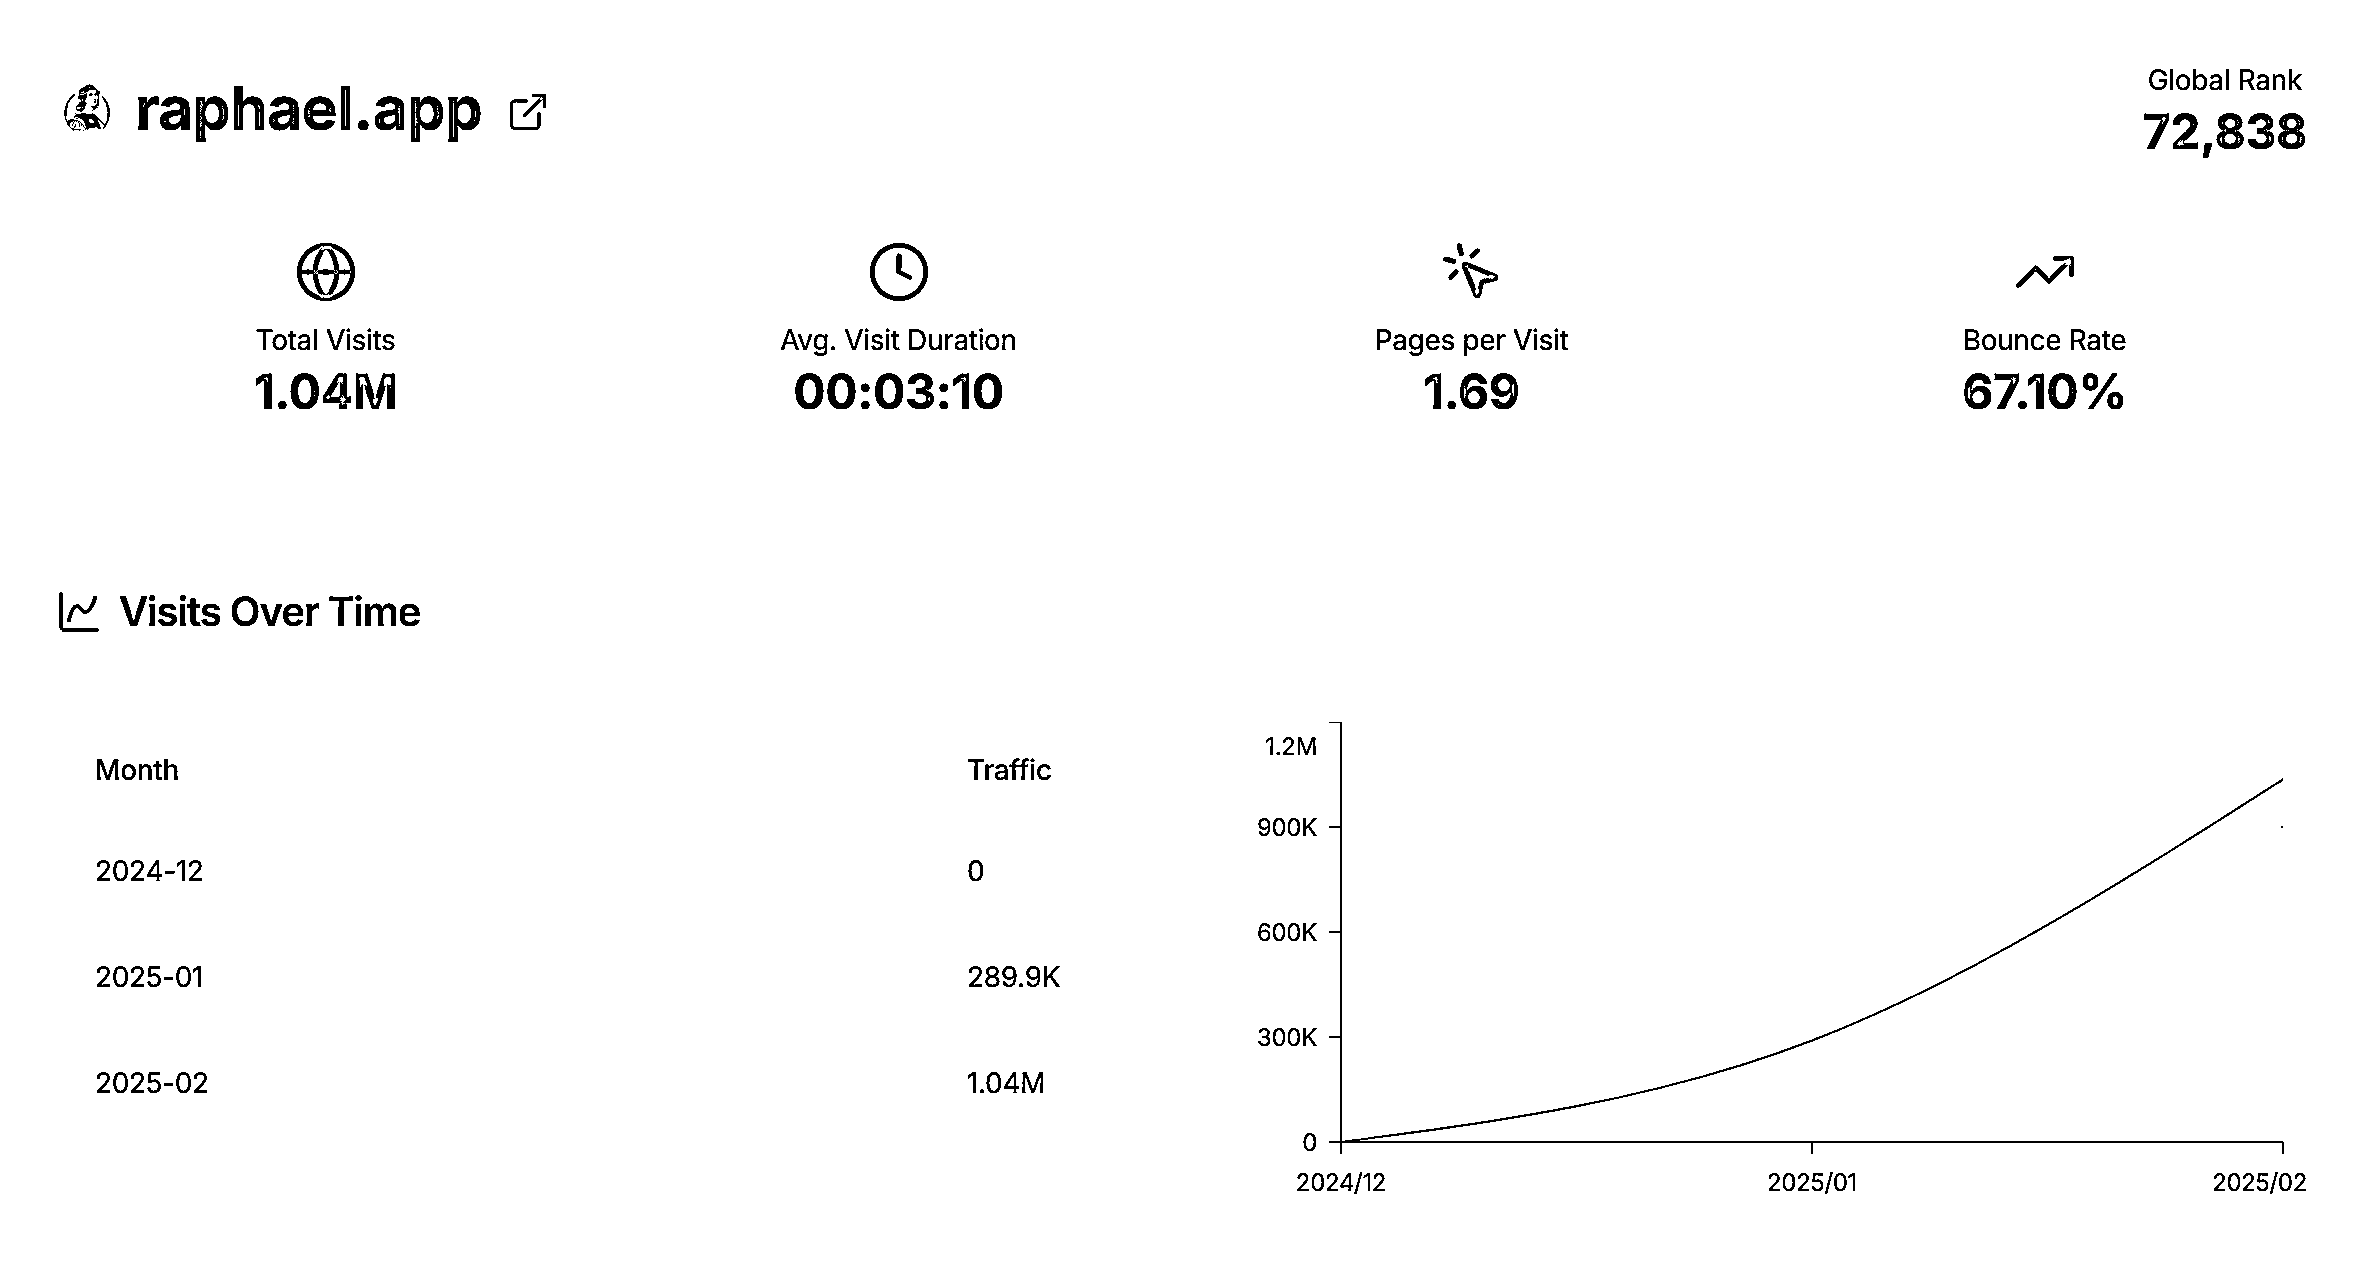 raphael.app
Global Rank
72,838
Total Visits
1.04M
Avg. Visit Duration
00:03:10
Pages per Visit
1.69
Bounce Rate
67.10%
Visits Over Time
Month Traffic
2024-12 0
2025-01 289.9K
2025-02 1.04M
1.2M
900K
600K
300K
0
2024/12 2025/01 2025/02